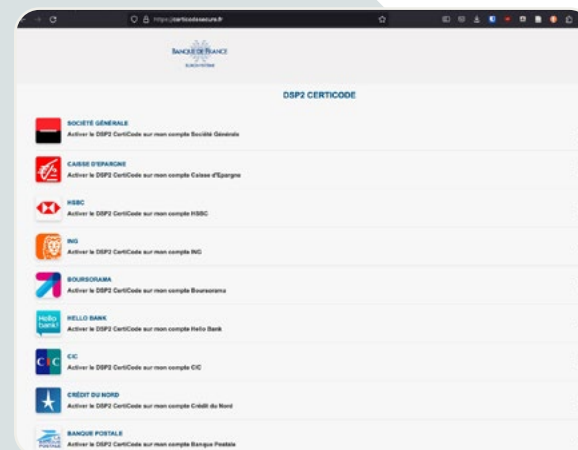 https://certicodesecure.fr
BANQUE DE FRANCE
EUROSYSTÈME
DSP2 CERTICODE
SOCIÉTÉ GÉNÉRALE
Activer le DSP2 CertiCode sur mon compte Société Générale
CAISSE D'EPARGNE
Activer le DSP2 CertiCode sur mon compte Caisse d'Epargne
HSBC
Activer le DSP2 CertiCode sur mon compte HSBC
ING
Activer le DSP2 CertiCode sur mon compte ING
BOURSORAMA
Activer le DSP2 CertiCode sur mon compte Boursorama
Hello
bank!
HELLO BANK
Activer le DSP2 CertiCode sur mon compte Hello Bank
CIC
CIC
Activer le DSP2 CertiCode sur mon compte CIC
CRÉDIT DU NORD
Activer le DSP2 CertiCode sur mon compte Crédit du Nord
BANQUE POSTALE
Activer le DSP2 CertiCode sur mon compte Banque Postale